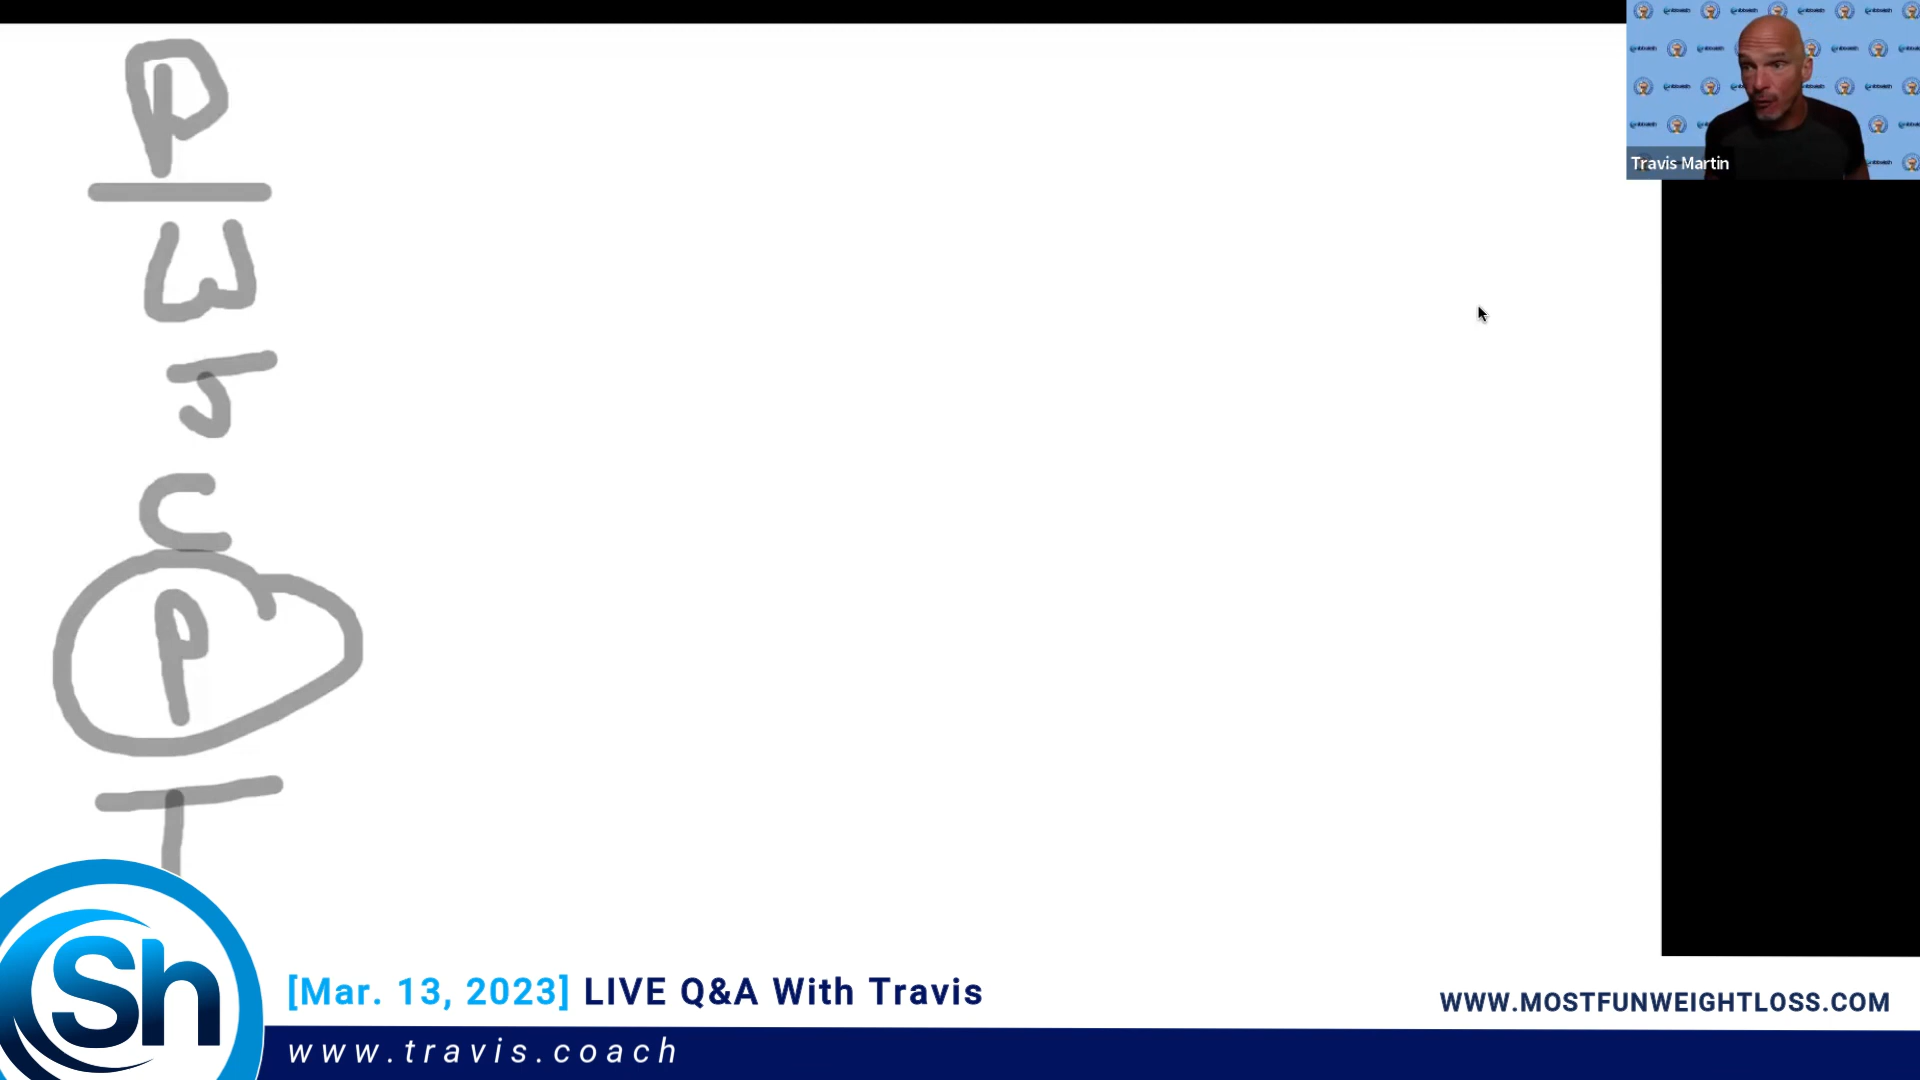 P
W
J
C
P
T
Travis Martin
Sh
[Mar. 13, 2023] LIVE Q&A With Travis
WWW.MOSTFUNWEIGHTLOSS.COM
www.travis.coach